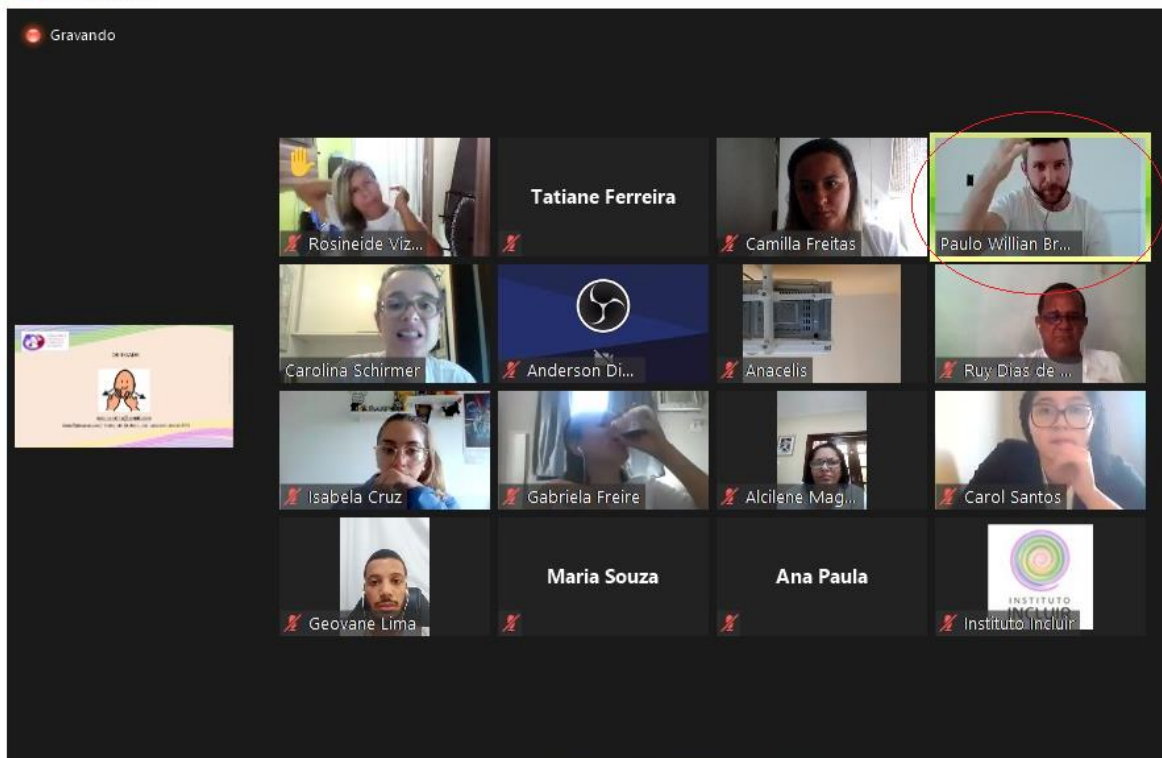 Gravando
Rosineide Viz...
Tatiane Ferreira
Camilla Freitas
Paulo Willian Br...
Carolina Schirmer
Anderson Di...
Anacelis
Ruy Dias de ...
Isabela Cruz
Gabriela Freire
Alcilene Mag...
Carol Santos
Geovane Lima
Maria Souza
Ana Paula
INSTITUTO
INCLUIR
Instituto Incluir